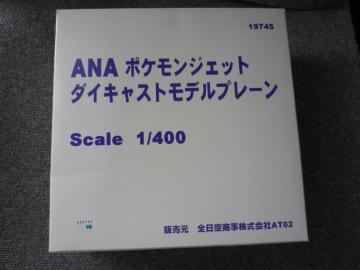 19745
ANA ポケモンジェット
ダイキャストモデルプレーン
Scale 1/400
販売元 全日空商事株式会社AT02